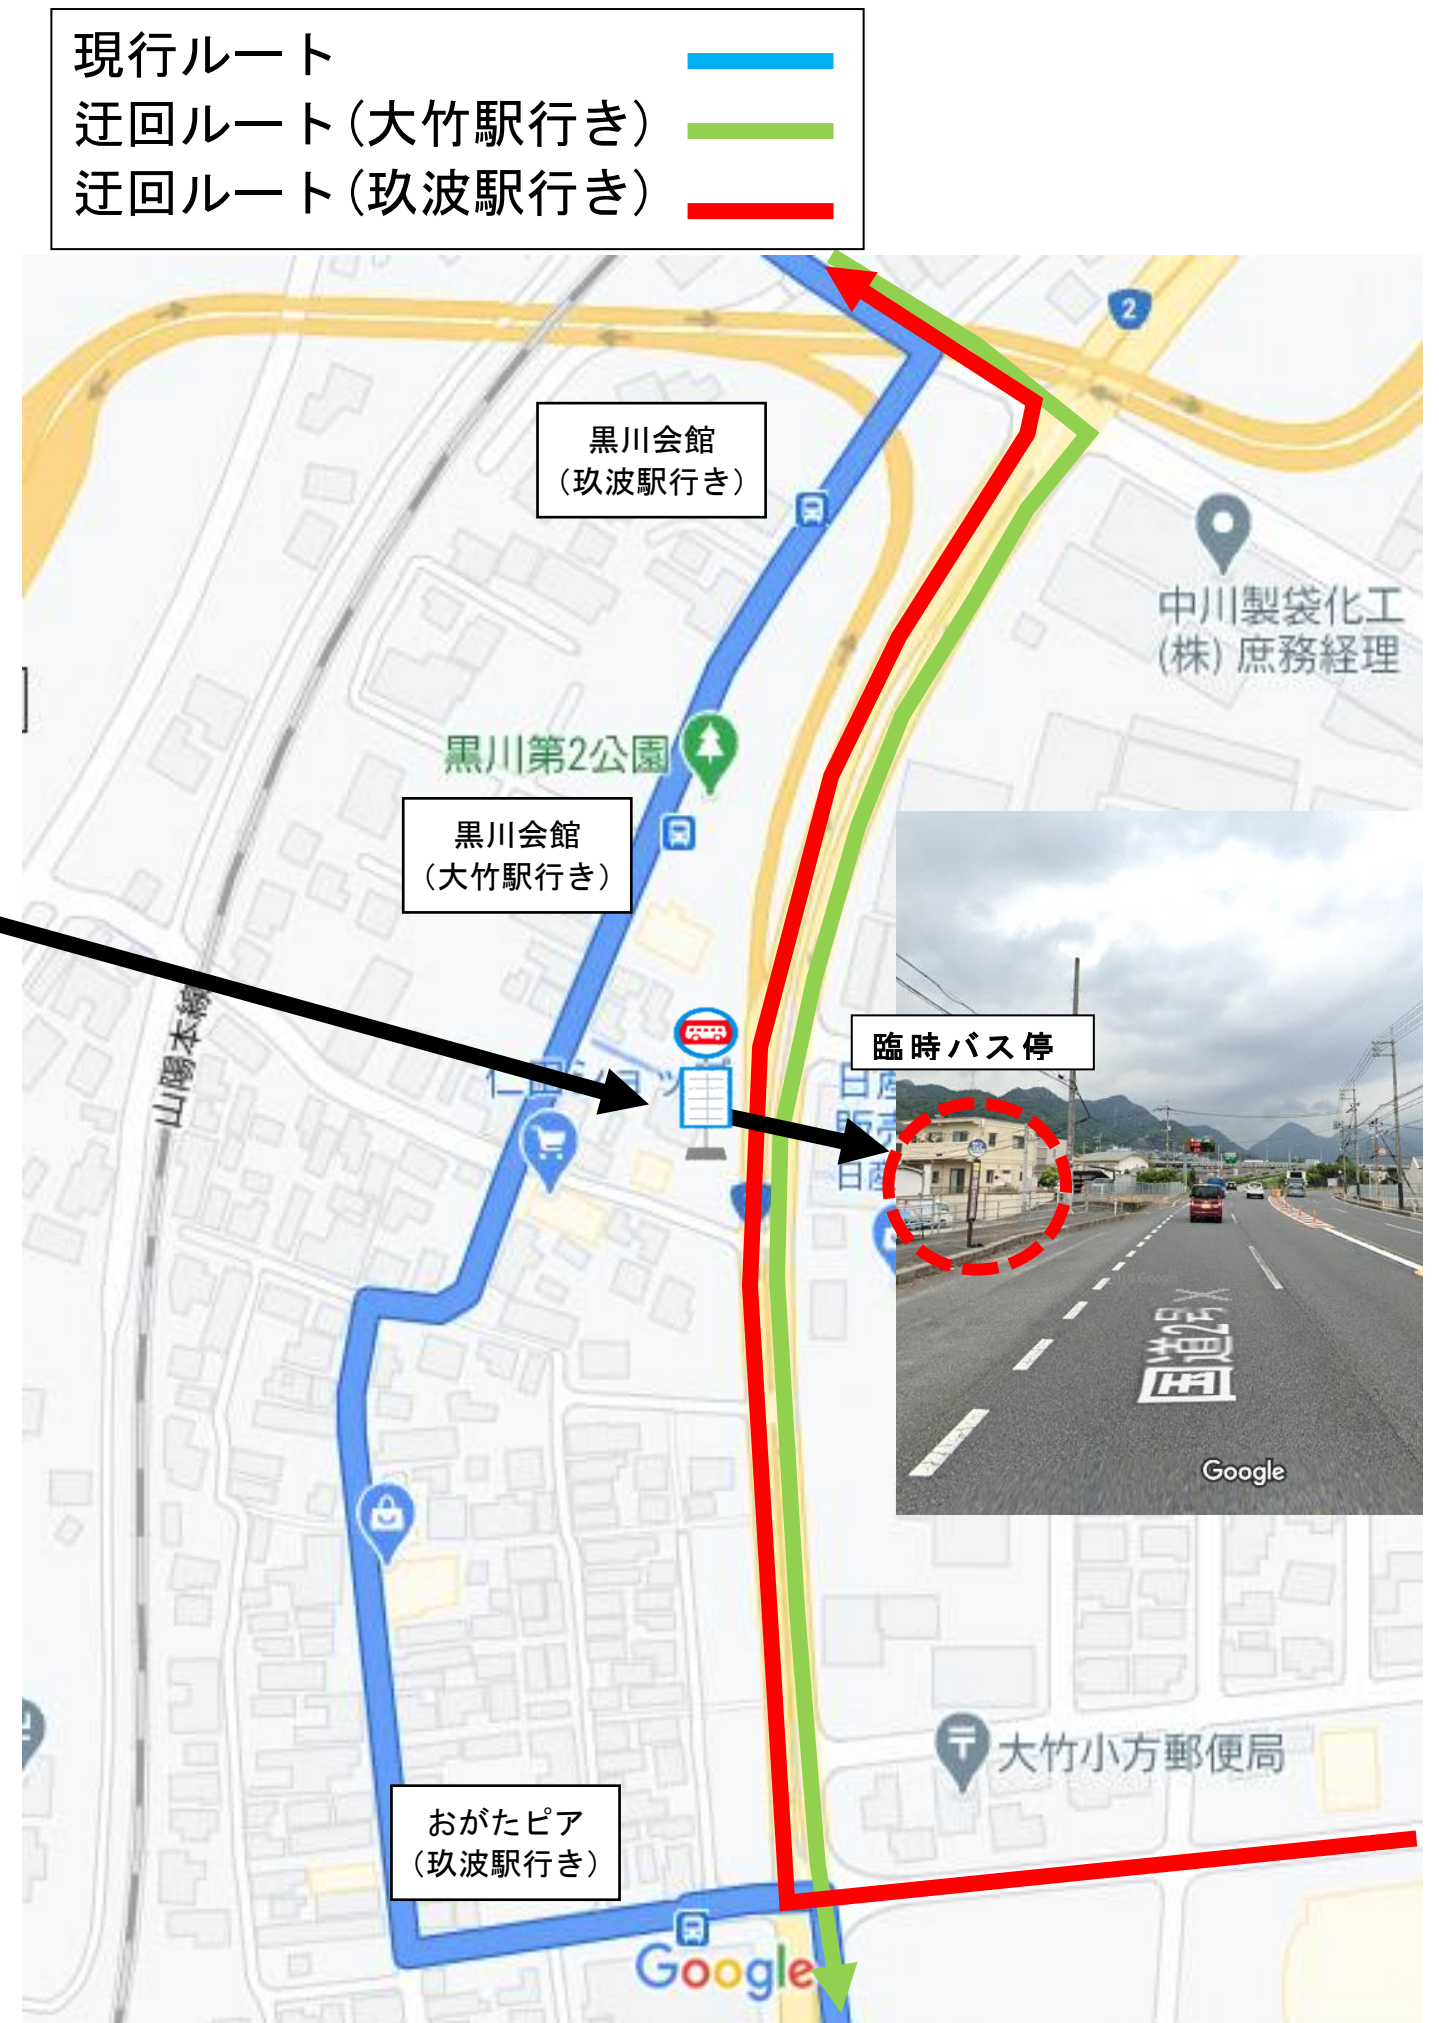 現行ルート
迂回ルート(大竹駅行き)
迂回ルート(玖波駅行き)
2
黒川会館
(玖波駅行き)
中川製袋化工
(株) 庶務経理
黒川第2公園
黒川会館
(大竹駅行き)
山陽本線
臨時バス停
国道2号
Google
大竹小方郵便局
おがたピア
(玖波駅行き)
Google